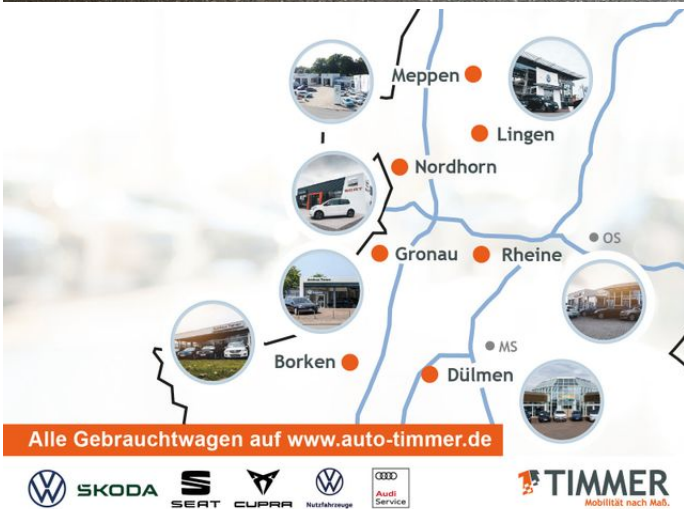 Meppen
Lingen
Nordhorn
OS
Gronau
Rheine
MS
Borken
Dülmen
Alle Gebrauchtwagen auf www.auto-timmer.de
ŠKODA
SEAT
CUPRA
Nutzfahrzeuge
Audi
Service
TIMMER
Mobilität nach Maß.